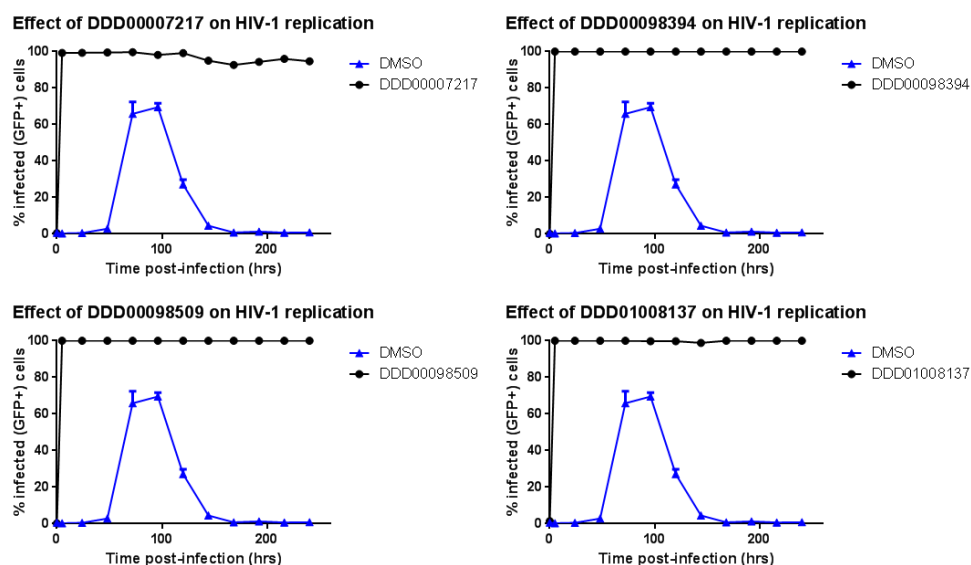 Effect of DDD00007217 on HIV-1 replication
% infected (GFP+) cells
100
80
60
40
20
0
0
100
200
Time post-infection (hrs)
DMSO
DDD00007217
Effect of DDD00098394 on HIV-1 replication
% infected (GFP+) cells
100
80
60
40
20
0
0
100
200
Time post-infection (hrs)
DMSO
DDD00098394
Effect of DDD00098509 on HIV-1 replication
% infected (GFP+) cells
100
80
60
40
20
0
0
100
200
Time post-infection (hrs)
DMSO
DDD00098509
Effect of DDD01008137 on HIV-1 replication
% infected (GFP+) cells
100
80
60
40
20
0
0
100
200
Time post-infection (hrs)
DMSO
DDD01008137